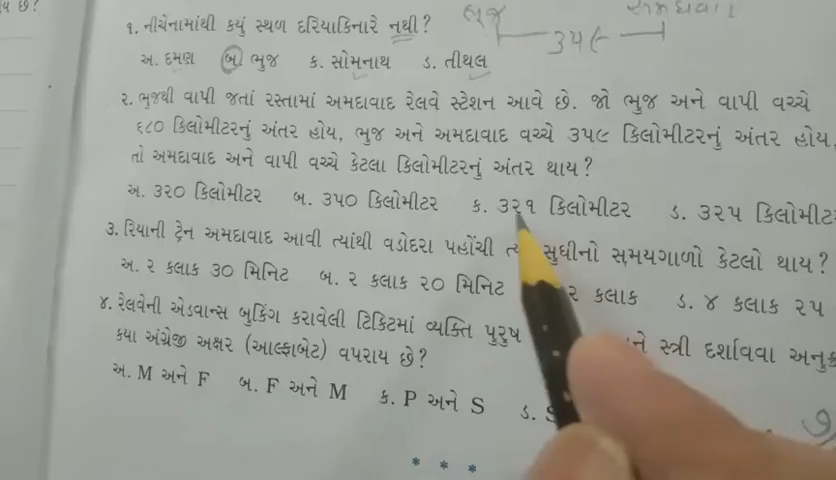 છે?
ભુજ
૩૫૯
૧. નીચેનામાંથી કયું સ્થળ દરિયાકિનારે નથી?
અ. દમણ બ ભુજ ક. સોમનાથ ડ. તીથલ
૨. ભુજથી વાપી જતાં રસ્તામાં અમદાવાદ રેલવે સ્ટેશન આવે છે. જો ભુજ અને વાપી વચ્ચે
૬૮૦ કિલોમીટરનું અંતર હોય, ભુજ અને અમદાવાદ વચ્ચે ૩૫૯ કિલોમીટરનું અંતર હોય,
તો અમદાવાદ અને વાપી વચ્ચે કેટલા કિલોમીટરનું અંતર થાય?
અ. ૩૨૦ કિલોમીટર બ. ૩૫૦ કિલોમીટર ક. ૩૨૧ કિલોમીટર ડ. ૩૨૫ કિલોમીટ
૩. રિયાની ટ્રેન અમદાવાદ આવી ત્યાંથી વડોદરા પહોંચી સુધીનો સમયગાળો કેટલો થાય?
અ. ૨ કલાક ૩૦ મિનિટ બ. ૨ કલાક ૨૦ મિનિટ ૨ કલાક ડ. ૪ કલાક ૨૫
૪. રેલવેની એડવાન્સ બુકિંગ કરાવેલી ટિકિટમાં વ્યક્તિ પુરુષ ને સ્ત્રી દર્શાવવા અનુક્ર
કયા અંગ્રેજી અક્ષર (આલ્ફાબેટ) વપરાય છે?
અ. M અને F બ. F અને M ક. P અને S ડ. S
* * *